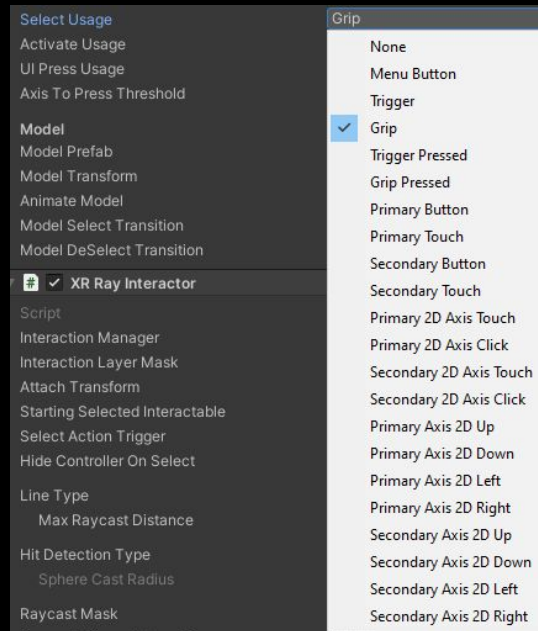 Select Usage
Activate Usage
UI Press Usage
Axis To Press Threshold
Model
Model Prefab
Model Transform
Animate Model
Model Select Transition
Model DeSelect Transition
# XR Ray Interactor
Script
Interaction Manager
Interaction Layer Mask
Attach Transform
Starting Selected Interactable
Select Action Trigger
Hide Controller On Select
Line Type
Max Raycast Distance
Hit Detection Type
Sphere Cast Radius
Raycast Mask
Grip
None
Menu Button
Trigger
Grip
Trigger Pressed
Grip Pressed
Primary Button
Primary Touch
Secondary Button
Secondary Touch
Primary 2D Axis Touch
Primary 2D Axis Click
Secondary 2D Axis Touch
Secondary 2D Axis Click
Primary Axis 2D Up
Primary Axis 2D Down
Primary Axis 2D Left
Primary Axis 2D Right
Secondary Axis 2D Up
Secondary Axis 2D Down
Secondary Axis 2D Left
Secondary Axis 2D Right